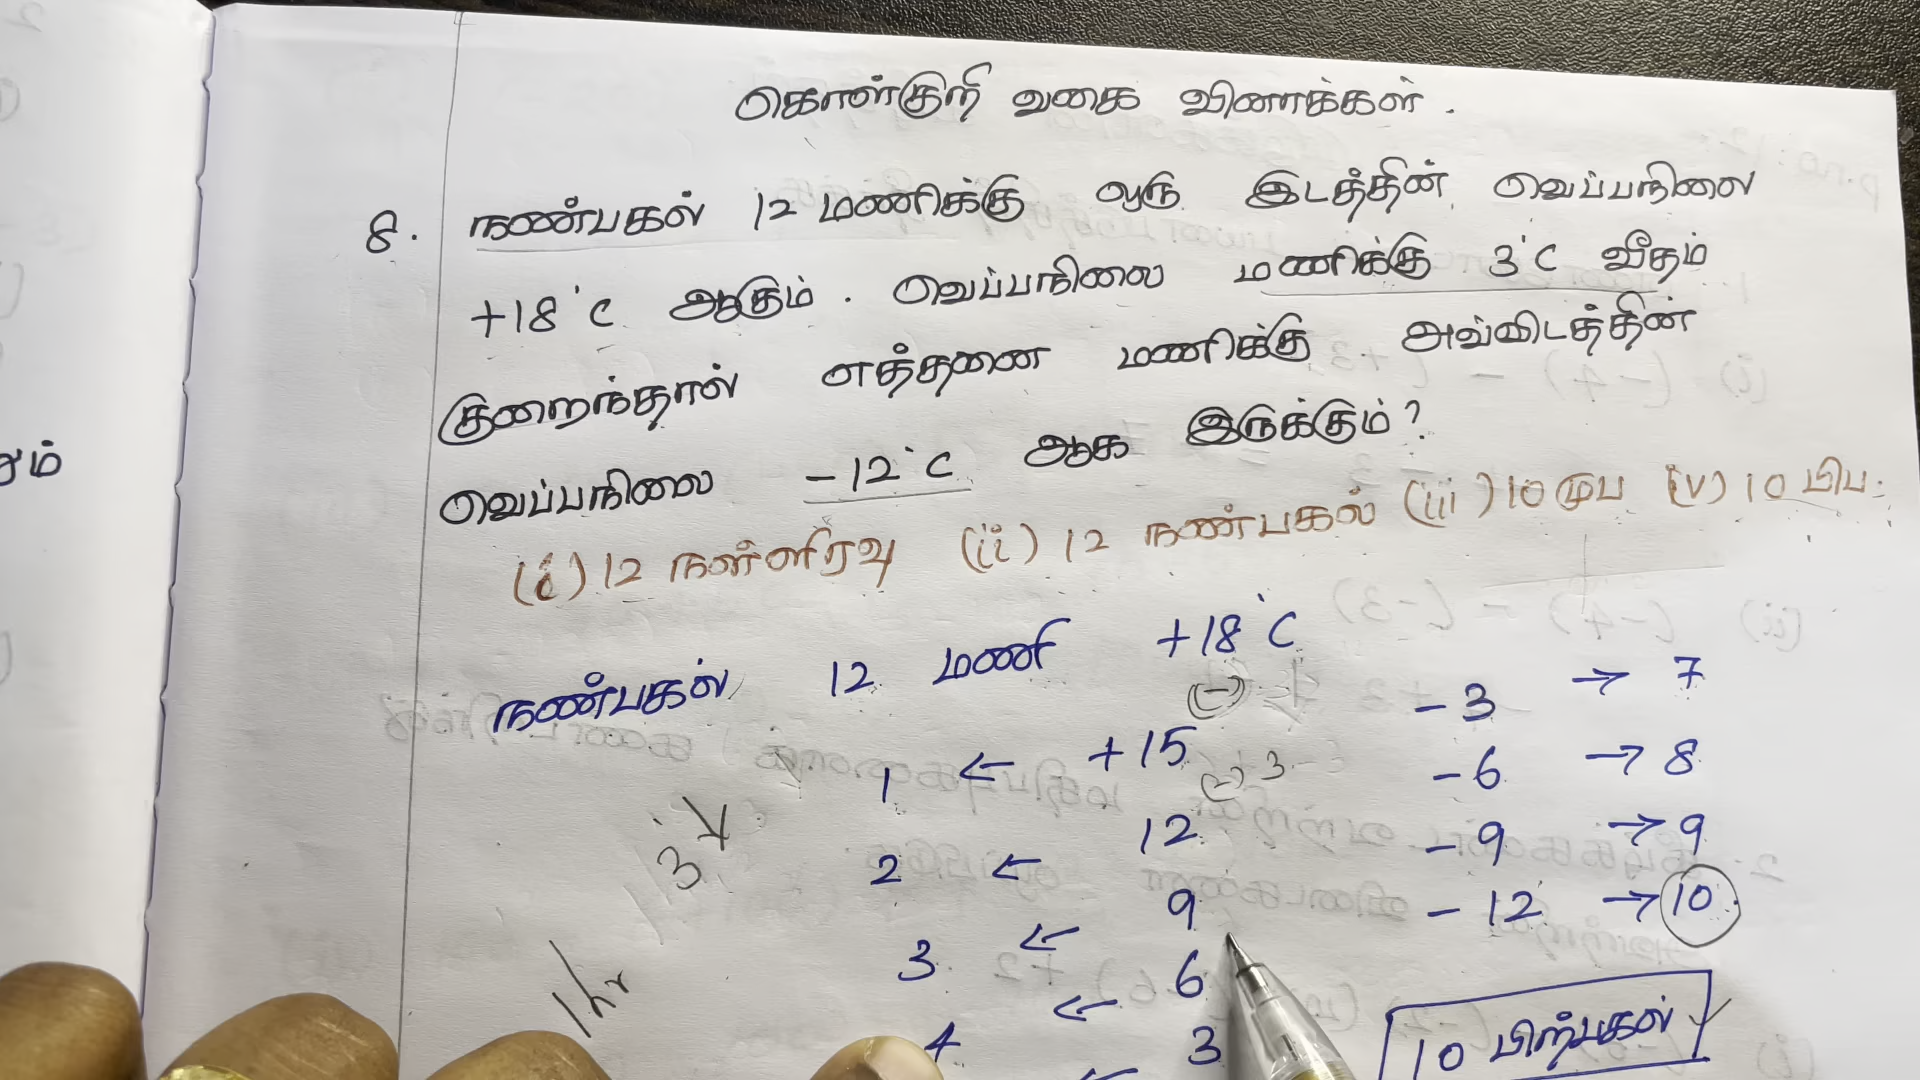 கொள்குறி வகை வினாக்கள்.
8. நண்பகல் 12 மணிக்கு ஒரு இடத்தின் வெப்பநிலை
+18°C ஆகும். வெப்பநிலை மணிக்கு 3°C வீதம்
குறைந்தால் எத்தனை மணிக்கு அவ்விடத்தின்
வெப்பநிலை -12°C ஆக இருக்கும்?
(i) 12 நள்ளிரவு (ii) 12 நண்பகல் (iii) 10 முப (v) 10 பிப.
நண்பகல் 12 மணி +18°C
(-)
1 ← +15
(-) 3
2 ← 12
3 ← 9
4 ← 6
3
-3 → 7
-6 → 8
-9 → 9
-12 → 10
3°↓
1hr
10 பிற்பகல்
ம்